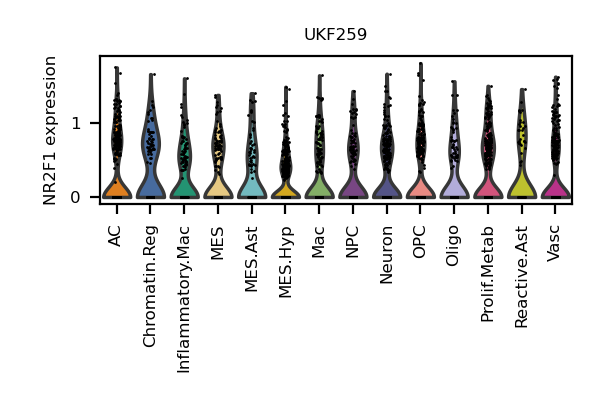 UKF259
NR2F1 expression
1
0
AC
Chromatin.Reg
Inflammatory.Mac
MES
MES.Ast
MES.Hyp
Mac
NPC
Neuron
OPC
Oligo
Prolif.Metab
Reactive.Ast
Vasc